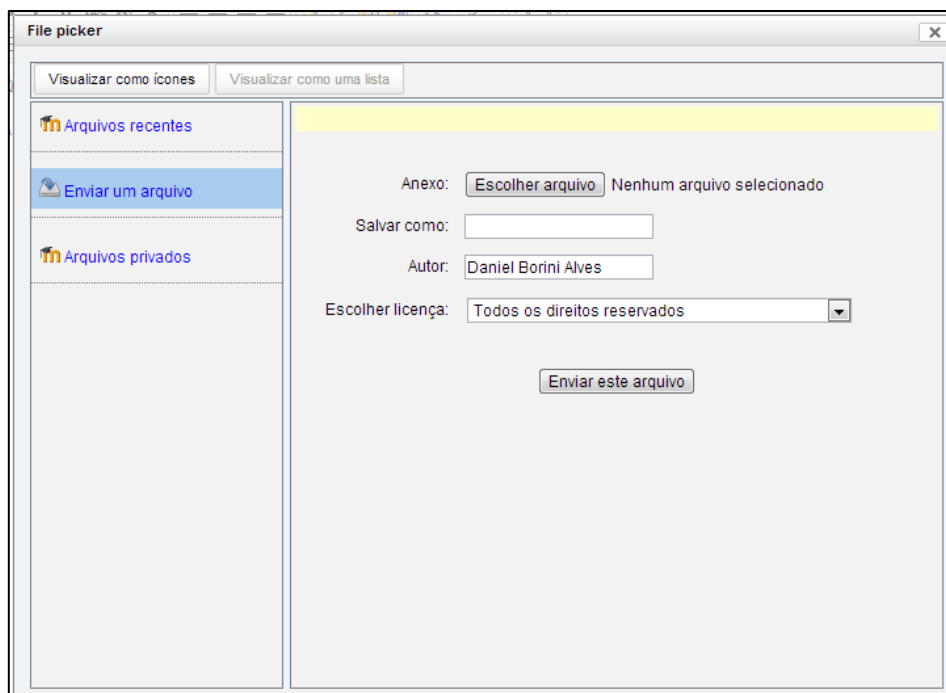 File picker
Visualizar como ícones Visualizar como uma lista
Arquivos recentes
Enviar um arquivo
Arquivos privados
Anexo: Escolher arquivo Nenhum arquivo selecionado
Salvar como:
Autor: Daniel Borini Alves
Escolher licença: Todos os direitos reservados
Enviar este arquivo